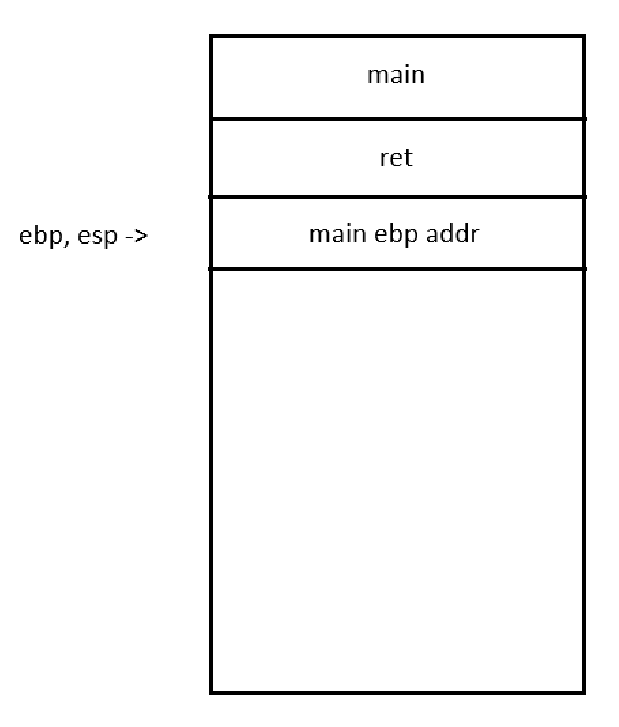 main
ret
ebp, esp ->
main ebp addr